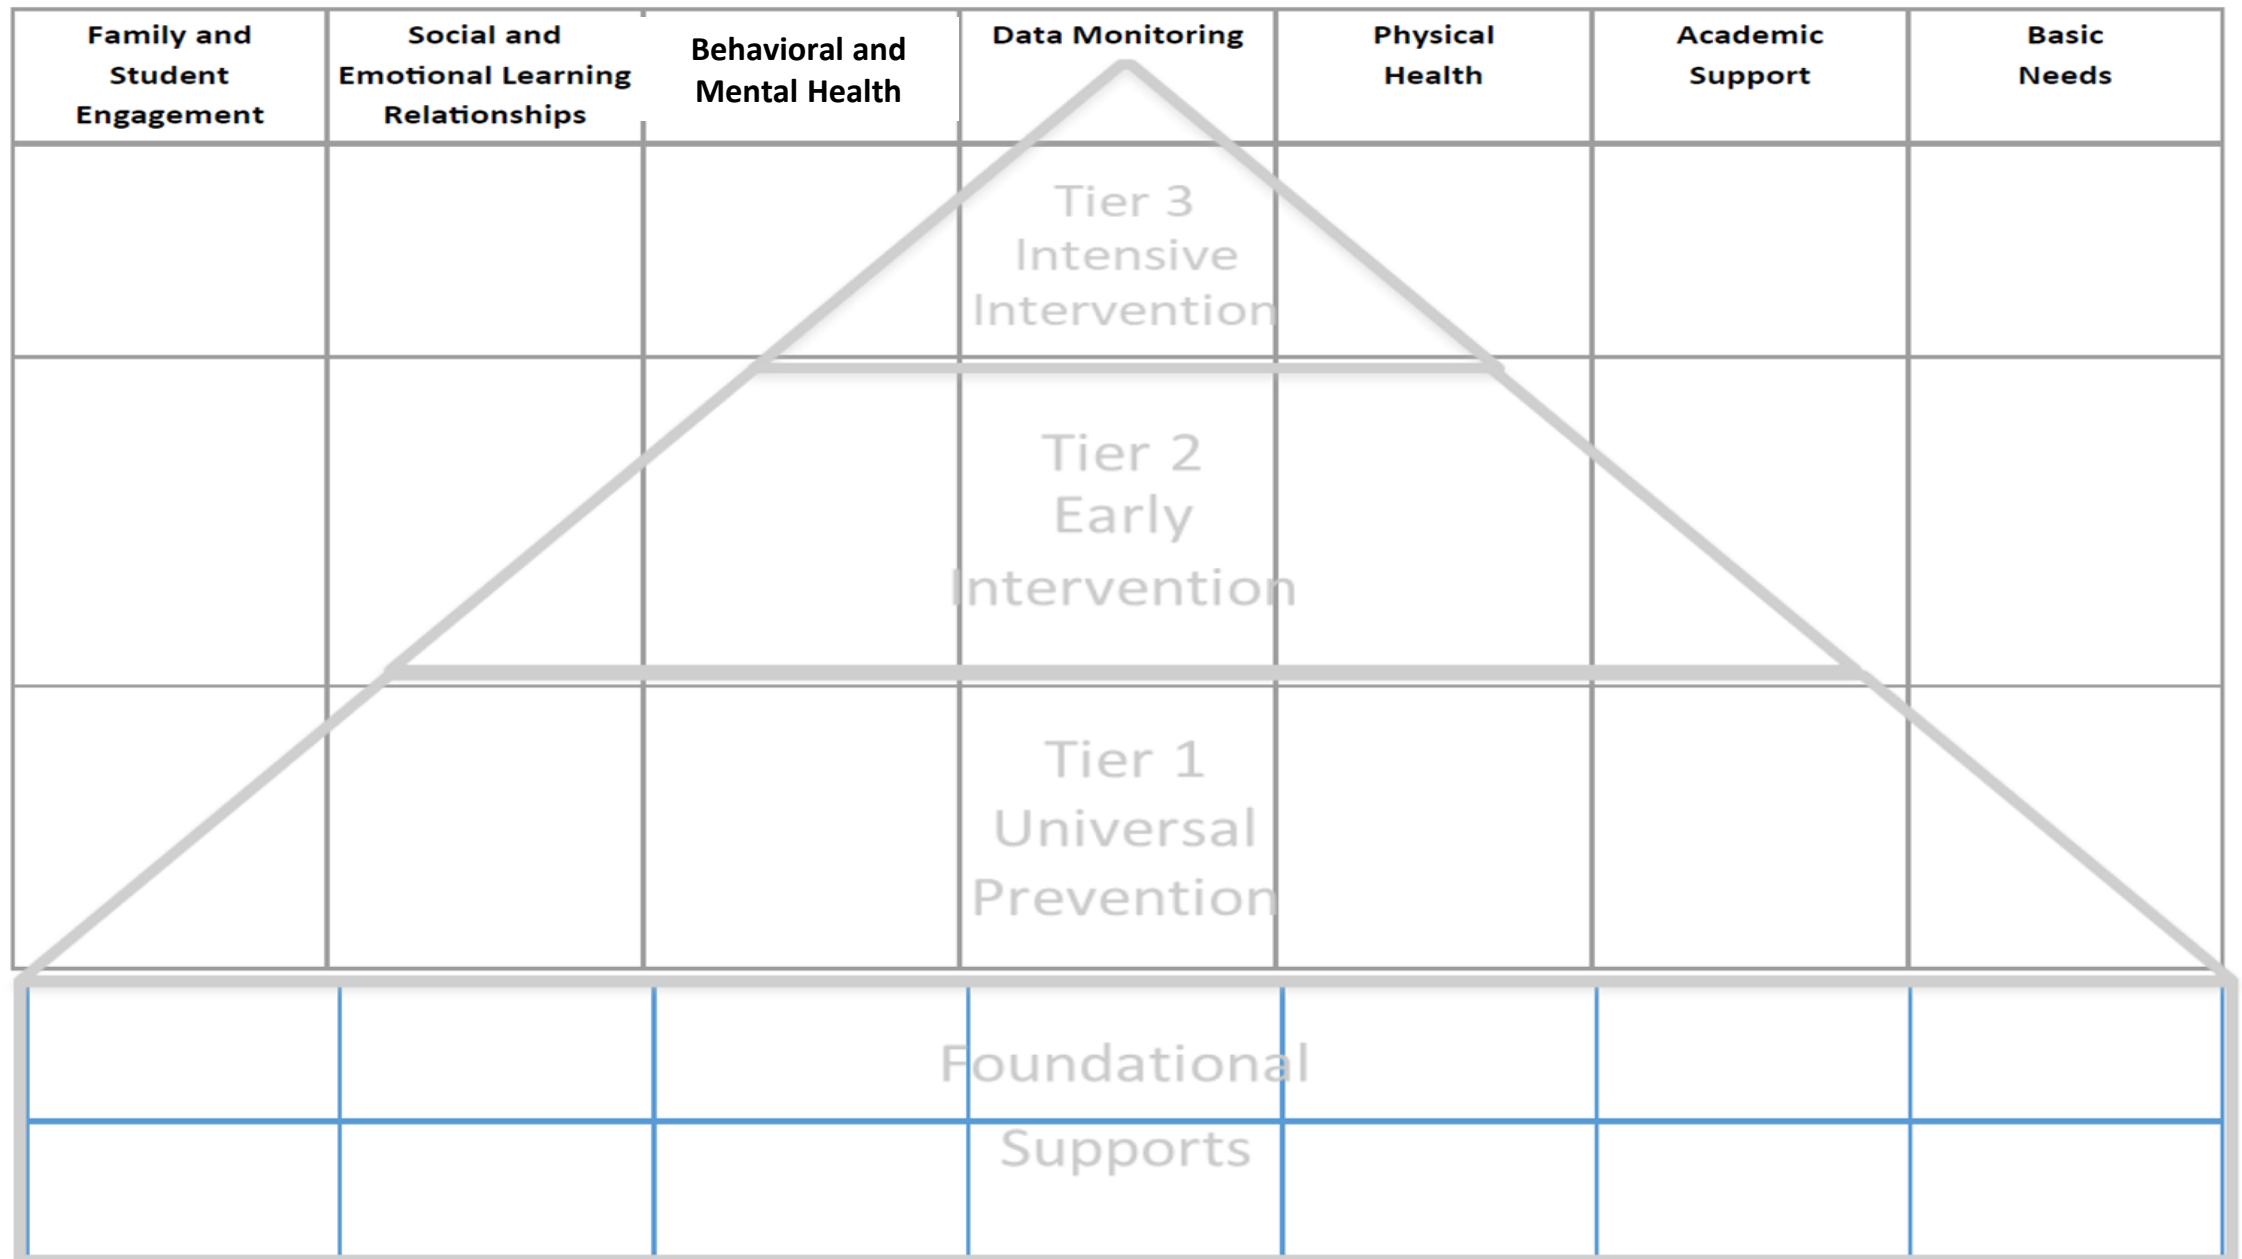 Family and
Student
Engagement
Social and
Emotional Learning
Relationships
Behavioral and
Mental Health
Data Monitoring
Physical
Health
Academic
Support
Basic
Needs
Tier 3
Intensive
Intervention
Tier 2
Early
Intervention
Tier 1
Universal
Prevention
Foundational
Supports